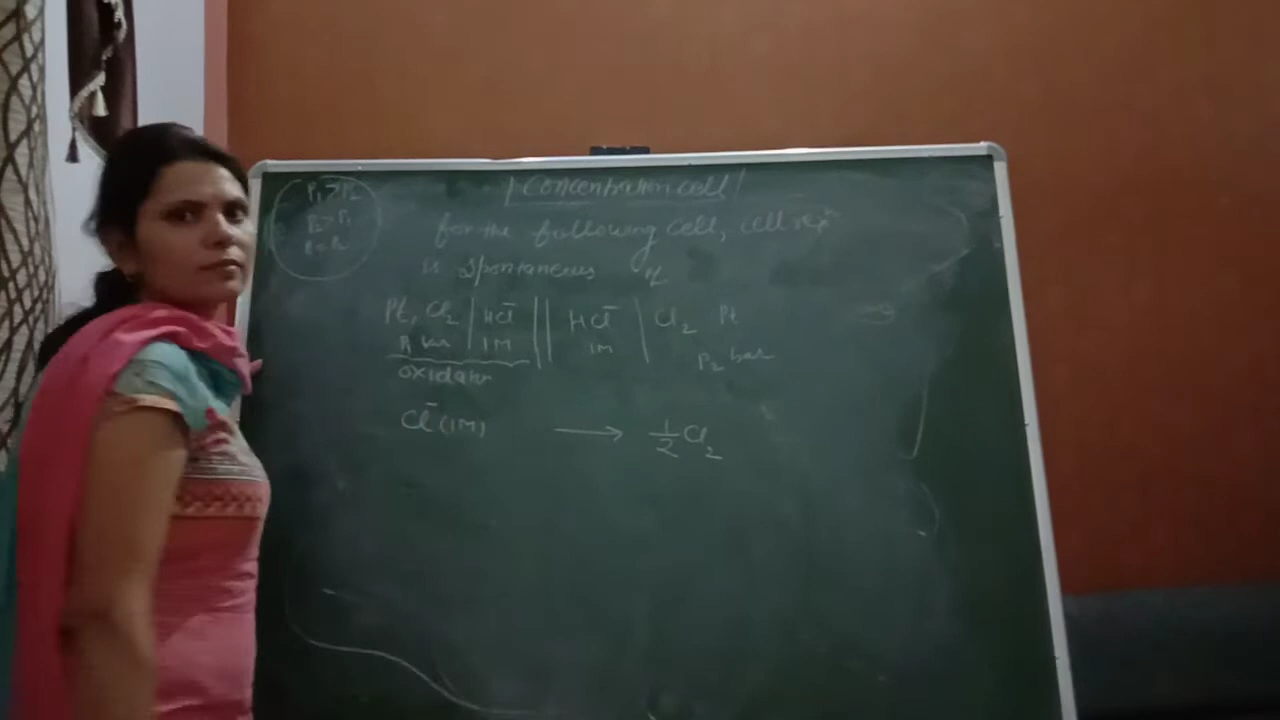 Concentration cell
P₁>P₂
P₂>P₁
P₁=P₂
for the following cell, cell rxⁿ
is spontaneous if
Pt, Cl₂ | HCl̄ || HCl̄ | Cl₂ Pt
P₁ bar | 1M || 1M | P₂ bar
oxidation
Cl⁻(1M) ⟶ ½Cl₂